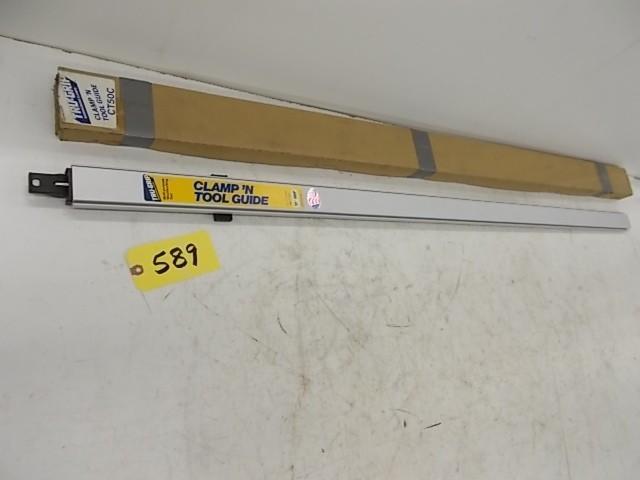 TRU-GRIP
CLAMP 'N
TOOL GUIDE
CT50C
TRU-GRIP
CLAMP 'N
TOOL GUIDE
589